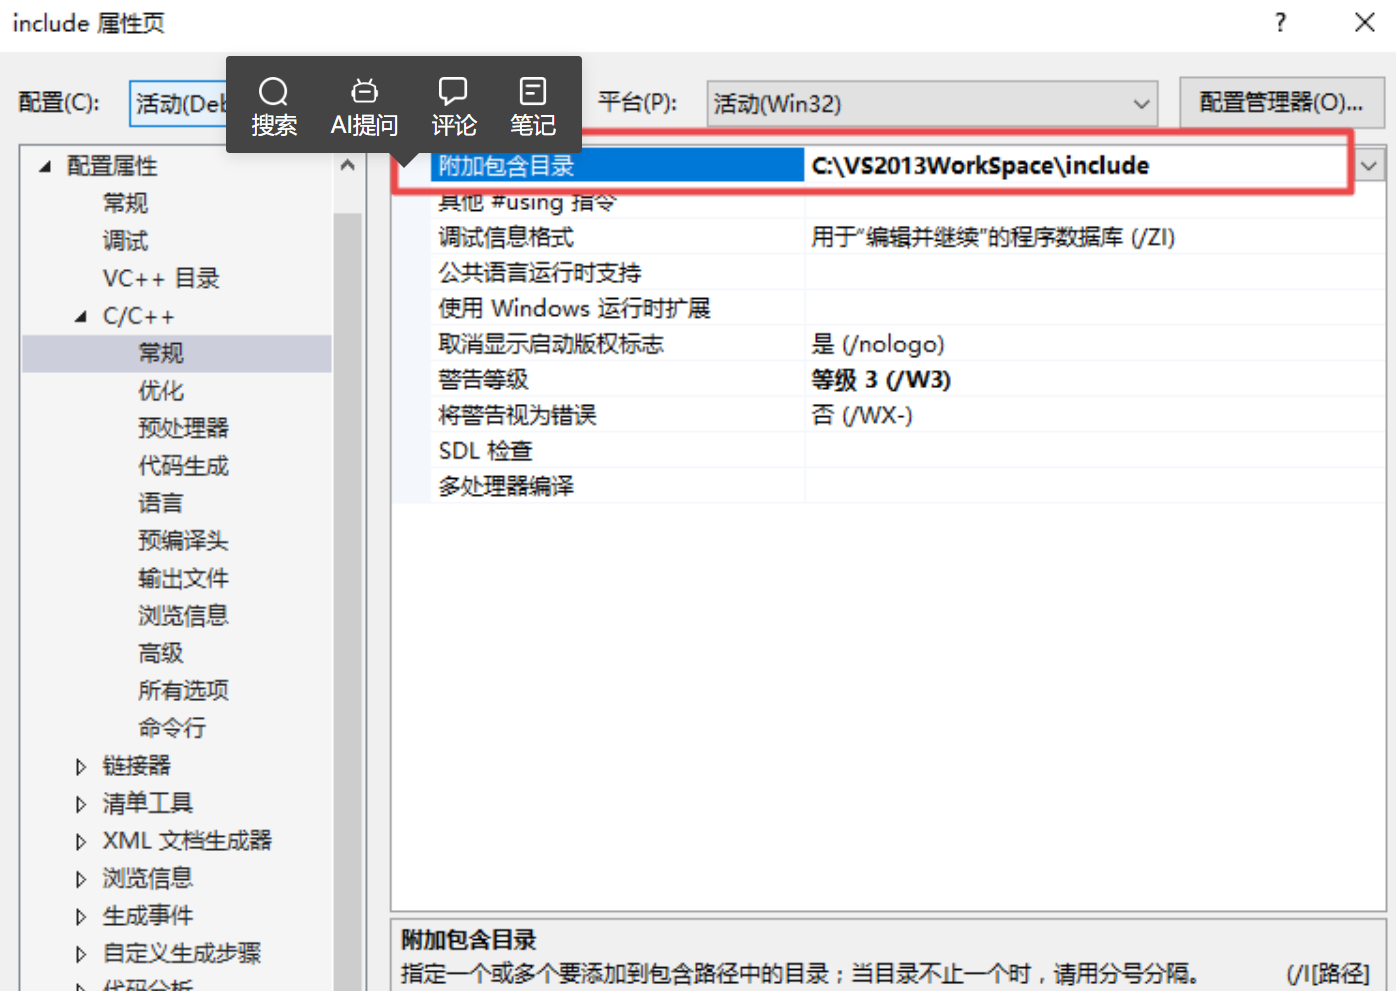 include 属性页
?
配置(C):
活动(Deb
平台(P):
活动(Win32)
配置管理器(O)...
搜索
AI提问
评论
笔记
配置属性
常规
调试
VC++ 目录
C/C++
常规
优化
预处理器
代码生成
语言
预编译头
输出文件
浏览信息
高级
所有选项
命令行
链接器
清单工具
XML 文档生成器
浏览信息
生成事件
自定义生成步骤
代码分析
附加包含目录 C:\VS2013WorkSpace\include
其他 #using 指令
调试信息格式 用于“编辑并继续”的程序数据库 (/ZI)
公共语言运行时支持
使用 Windows 运行时扩展
取消显示启动版权标志 是 (/nologo)
警告等级 等级 3 (/W3)
将警告视为错误 否 (/WX-)
SDL 检查
多处理器编译
附加包含目录
指定一个或多个要添加到包含路径中的目录；当目录不止一个时，请用分号分隔。 (/I[路径]